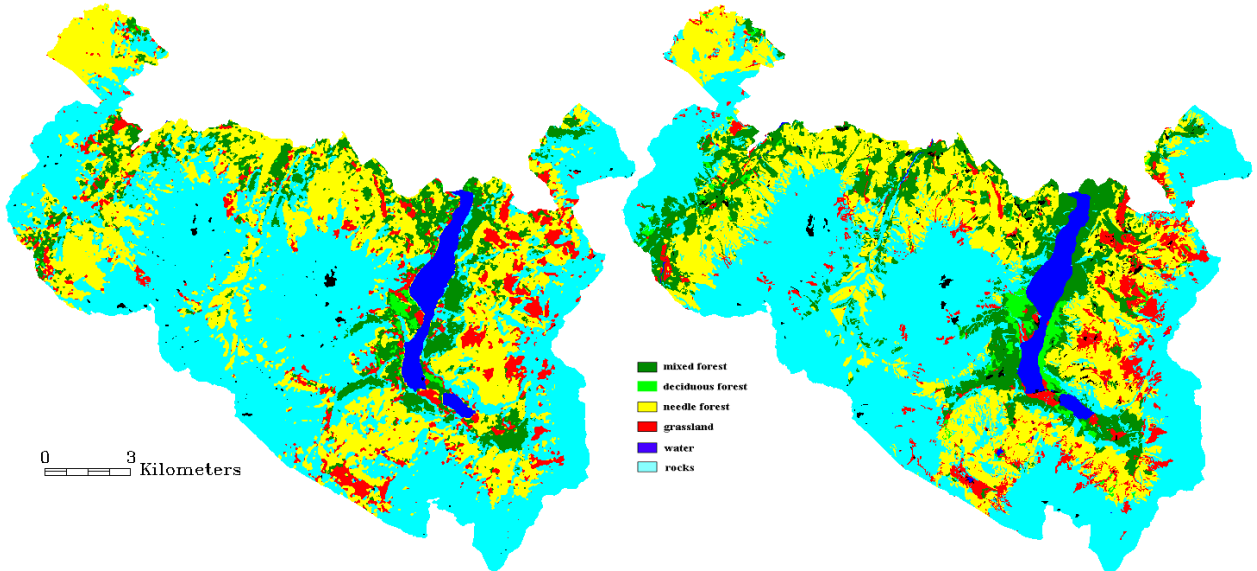 mixed forest
deciduous forest
needle forest
grassland
water
rocks
0 3
Kilometers